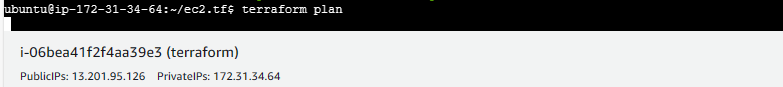 ubuntu@ip-172-31-34-64:~/ec2.tf$ terraform plan
i-06bea41f2f4aa39e3 (terraform)
PublicIPs: 13.201.95.126 PrivateIPs: 172.31.34.64